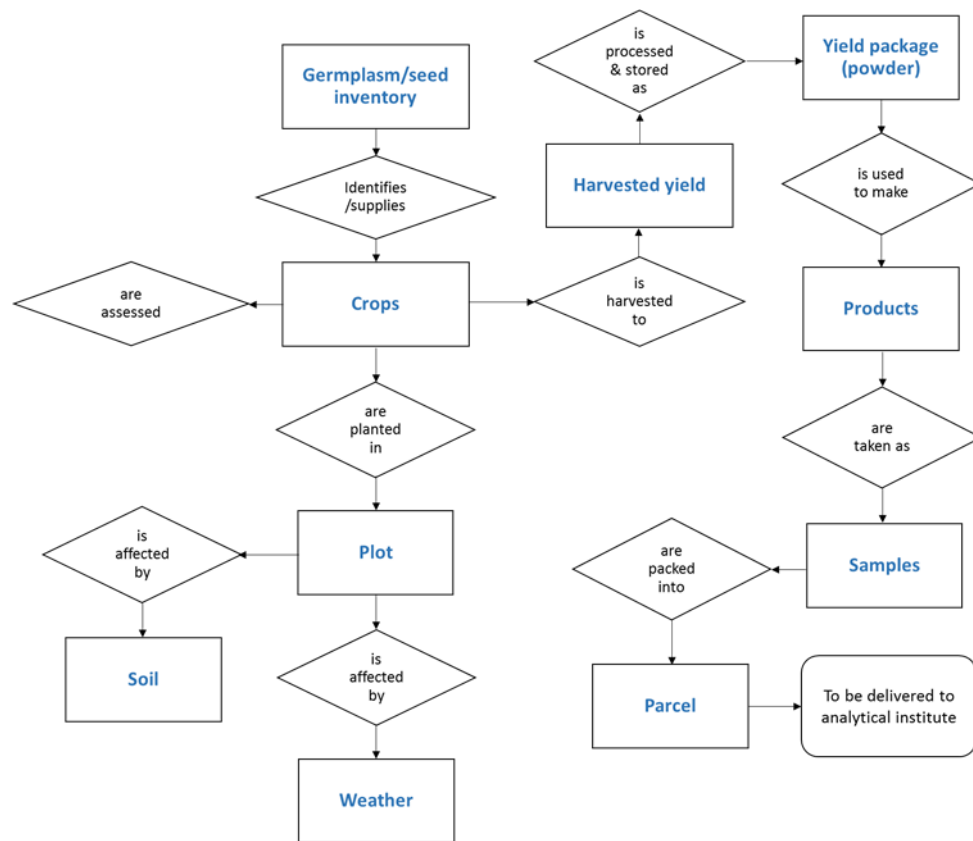 Germplasm/seed
inventory
Identifies
/supplies
Crops
are
assessed
are
planted
in
Plot
is
affected
by
Soil
is
affected
by
Weather
is
harvested
to
Harvested yield
is
processed
& stored
as
Yield package
(powder)
is used
to make
Products
are
taken as
Samples
are
packed
into
Parcel
To be delivered to
analytical institute